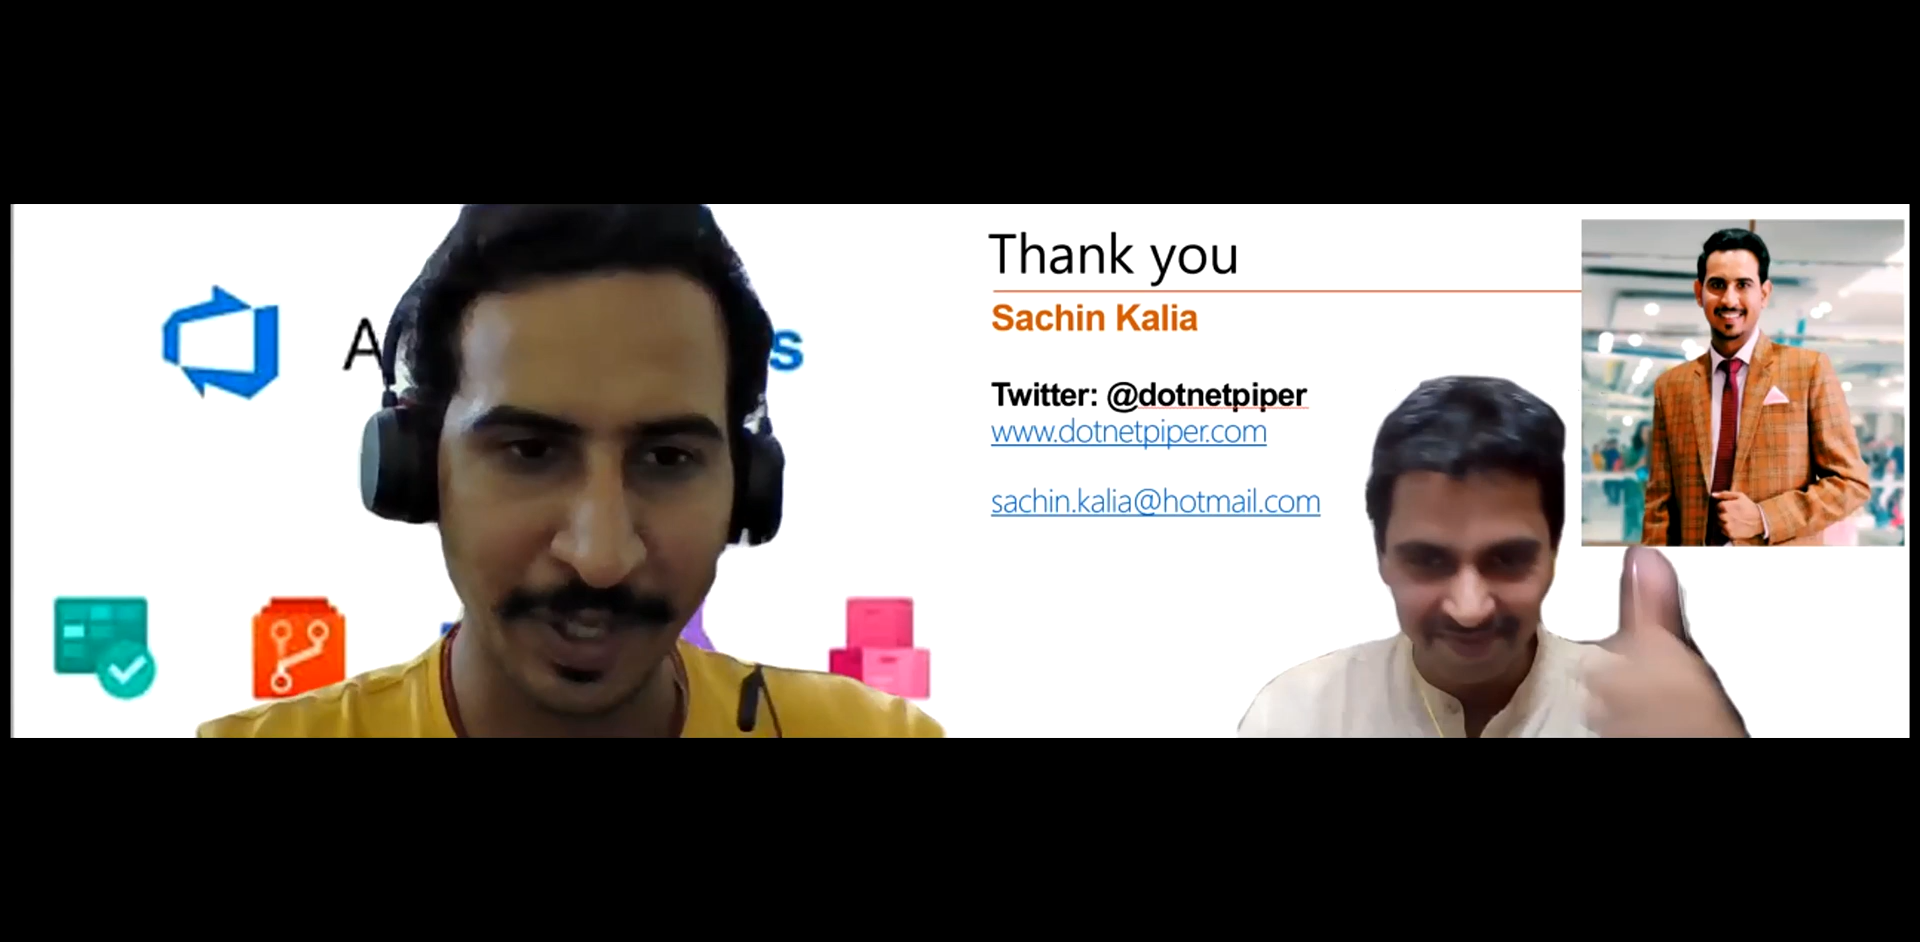 A
s
Thank you
Sachin Kalia
Twitter: @dotnetpiper
www.dotnetpiper.com
sachin.kalia@hotmail.com